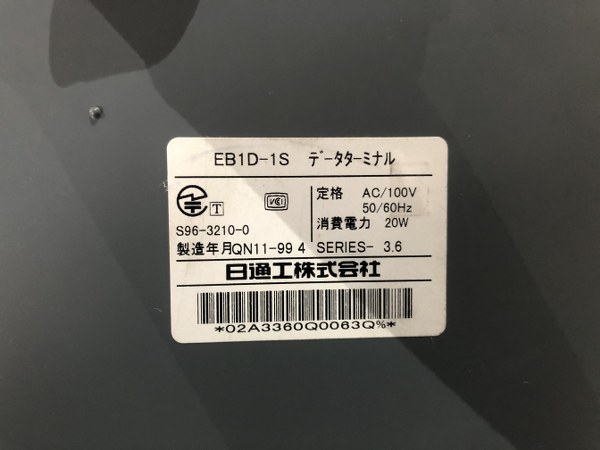 EB1D-1S データターミナル
T VCCI 定格 AC/100V
50/60Hz
S96-3210-0 消費電力 20W
製造年月QN11-99 4 SERIES- 3.6
日通工株式会社
*02A3360Q0063Q%*